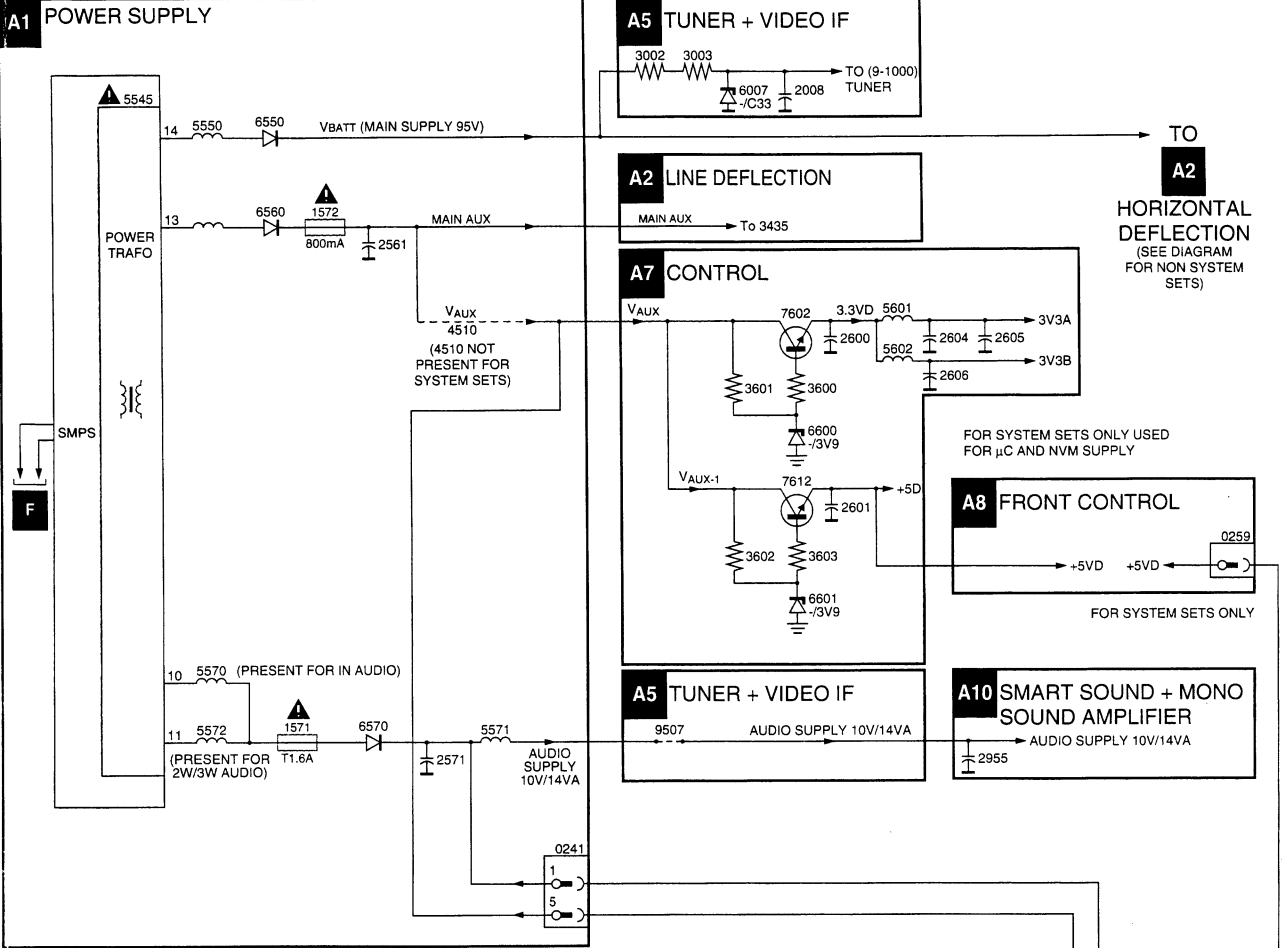 A1 POWER SUPPLY
5545
14
5550
6550
VBATT (MAIN SUPPLY 95V)
13
6560
1572
800mA
2561
MAIN AUX
POWER
TRAFO
VAUX
4510
(4510 NOT
PRESENT FOR
SYSTEM SETS)
SMPS
F
10
5570
(PRESENT FOR IN AUDIO)
11
5572
(PRESENT FOR
2W/3W AUDIO)
1571
T1.6A
6570
2571
5571
AUDIO
SUPPLY
10V/14VA
0241
1
5
A5 TUNER + VIDEO IF
3002
3003
6007
-/C33
2008
TO (9-1000)
TUNER
TO
A2
HORIZONTAL
DEFLECTION
(SEE DIAGRAM
FOR NON SYSTEM
SETS)
A2 LINE DEFLECTION
MAIN AUX
To 3435
A7 CONTROL
VAUX
7602
3.3VD
5601
3V3A
2600
2604
2605
5602
3V3B
2606
3601
3600
6600
-/3V9
VAUX-1
7612
+5D
2601
3602
3603
6601
-/3V9
FOR SYSTEM SETS ONLY USED
FOR µC AND NVM SUPPLY
A8 FRONT CONTROL
0259
+5VD
+5VD
FOR SYSTEM SETS ONLY
A5 TUNER + VIDEO IF
9507
AUDIO SUPPLY 10V/14VA
A10 SMART SOUND + MONO
SOUND AMPLIFIER
AUDIO SUPPLY 10V/14VA
2955